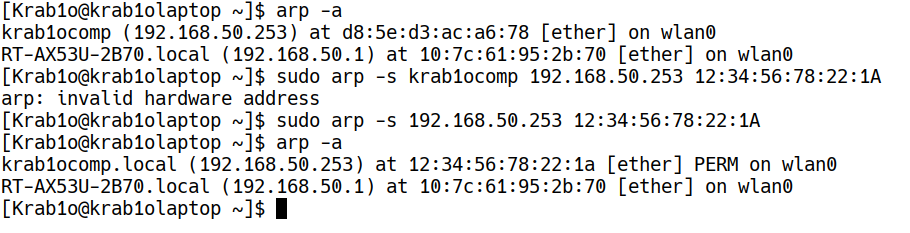 [Krab1o@krab1olaptop ~]$ arp -a
krab1ocomp (192.168.50.253) at d8:5e:d3:ac:a6:78 [ether] on wlan0
RT-AX53U-2B70.local (192.168.50.1) at 10:7c:61:95:2b:70 [ether] on wlan0
[Krab1o@krab1olaptop ~]$ sudo arp -s krab1ocomp 192.168.50.253 12:34:56:78:22:1A
arp: invalid hardware address
[Krab1o@krab1olaptop ~]$ sudo arp -s 192.168.50.253 12:34:56:78:22:1A
[Krab1o@krab1olaptop ~]$ arp -a
krab1ocomp.local (192.168.50.253) at 12:34:56:78:22:1a [ether] PERM on wlan0
RT-AX53U-2B70.local (192.168.50.1) at 10:7c:61:95:2b:70 [ether] on wlan0
[Krab1o@krab1olaptop ~]$